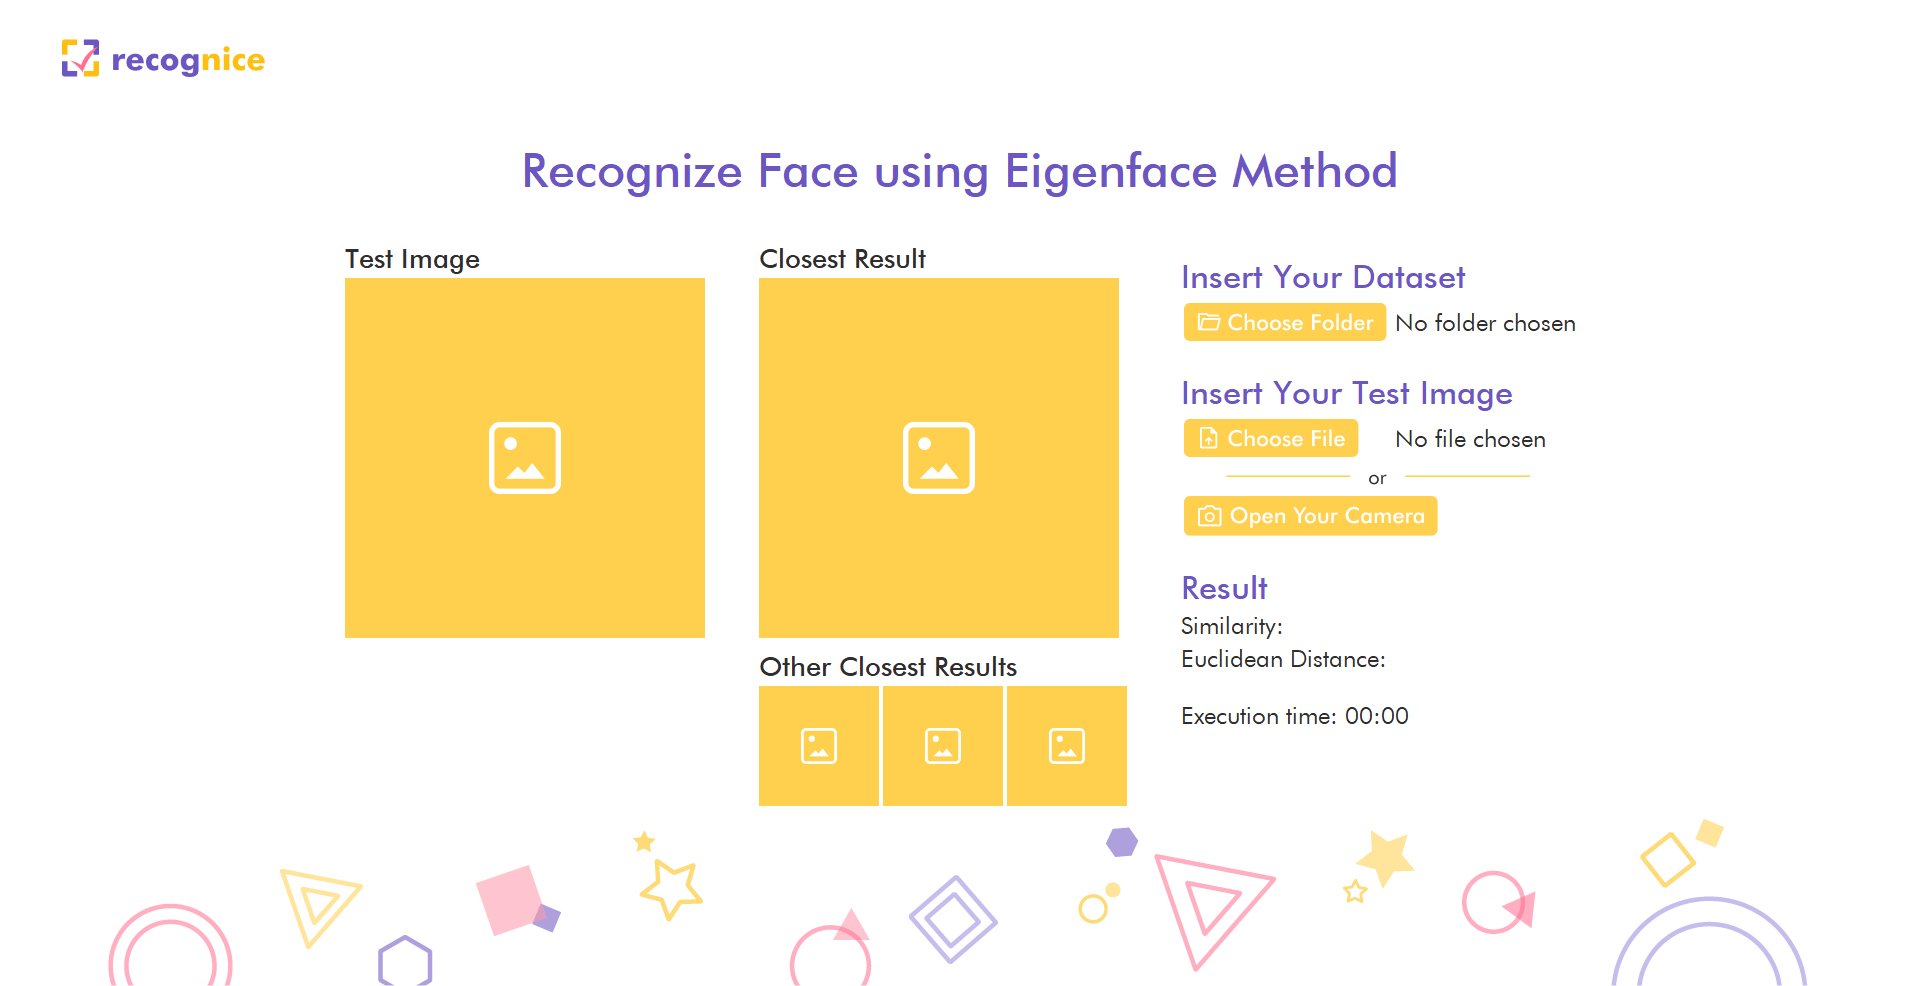 recognice
Recognize Face using Eigenface Method
Test Image
Closest Result
Other Closest Results
Insert Your Dataset
Choose Folder No folder chosen
Insert Your Test Image
Choose File No file chosen
or
Open Your Camera
Result
Similarity:
Euclidean Distance:
Execution time: 00:00